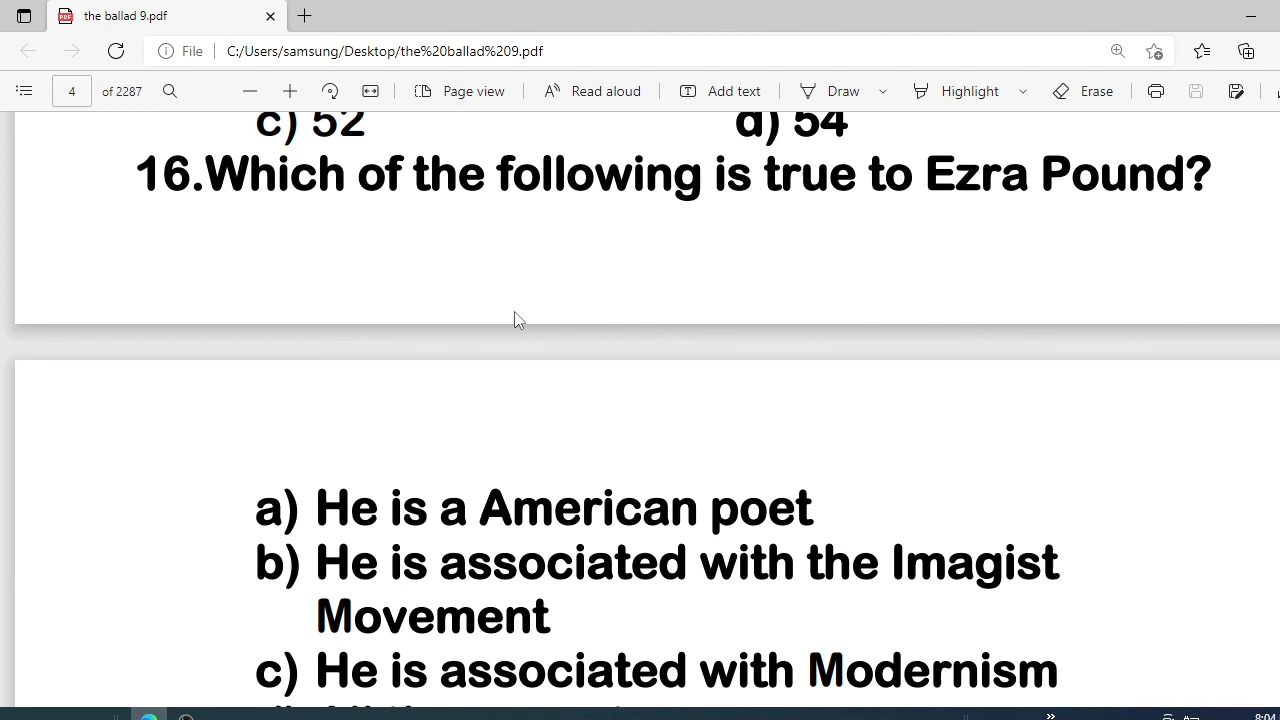 the ballad 9.pdf
File C:/Users/samsung/Desktop/the%20ballad%209.pdf
4 of 2287 Page view Read aloud Add text Draw Highlight Erase
c) 52 d) 54
16.Which of the following is true to Ezra Pound?
a) He is a American poet
b) He is associated with the Imagist
Movement
c) He is associated with Modernism